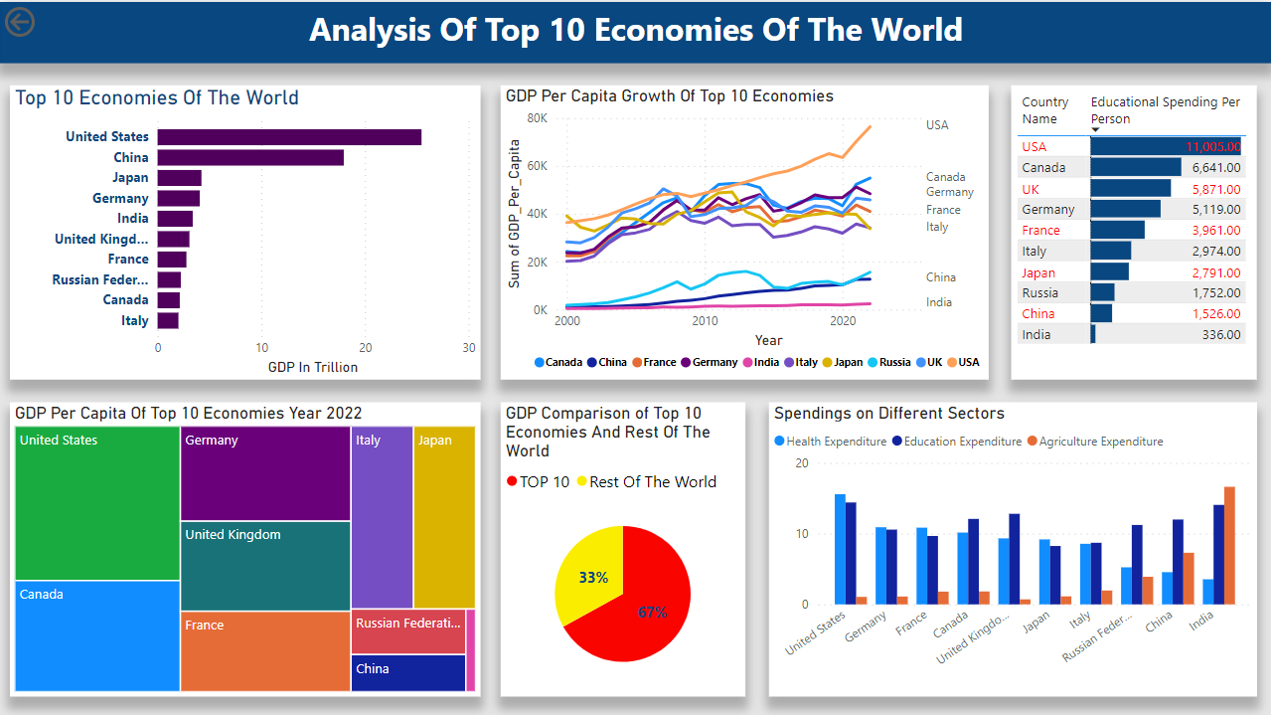 Analysis Of Top 10 Economies Of The World
Top 10 Economies Of The World
United States
China
Japan
Germany
India
United Kingd...
France
Russian Feder...
Canada
Italy
0 10 20 30
GDP In Trillion
GDP Per Capita Growth Of Top 10 Economies
Sum of GDP_Per_Capita
80K
60K
40K
20K
0K
2000 2010 2020
Year
USA
Canada
Germany
France
Italy
China
India
Canada China France Germany India Italy Japan Russia UK USA
Country Name
Educational Spending Per Person
USA 11,005.00
Canada 6,641.00
UK 5,871.00
Germany 5,119.00
France 3,961.00
Italy 2,974.00
Japan 2,791.00
Russia 1,752.00
China 1,526.00
India 336.00
GDP Per Capita Of Top 10 Economies Year 2022
United States
Germany
Italy
Japan
United Kingdom
Canada
France
Russian Federati...
China
GDP Comparison of Top 10
Economies And Rest Of The
World
TOP 10 Rest Of The World
33%
67%
Spendings on Different Sectors
Health Expenditure Education Expenditure Agriculture Expenditure
20
10
0
United States
Germany
France
Canada
United Kingdo...
Japan
Italy
Russian Feder...
China
India